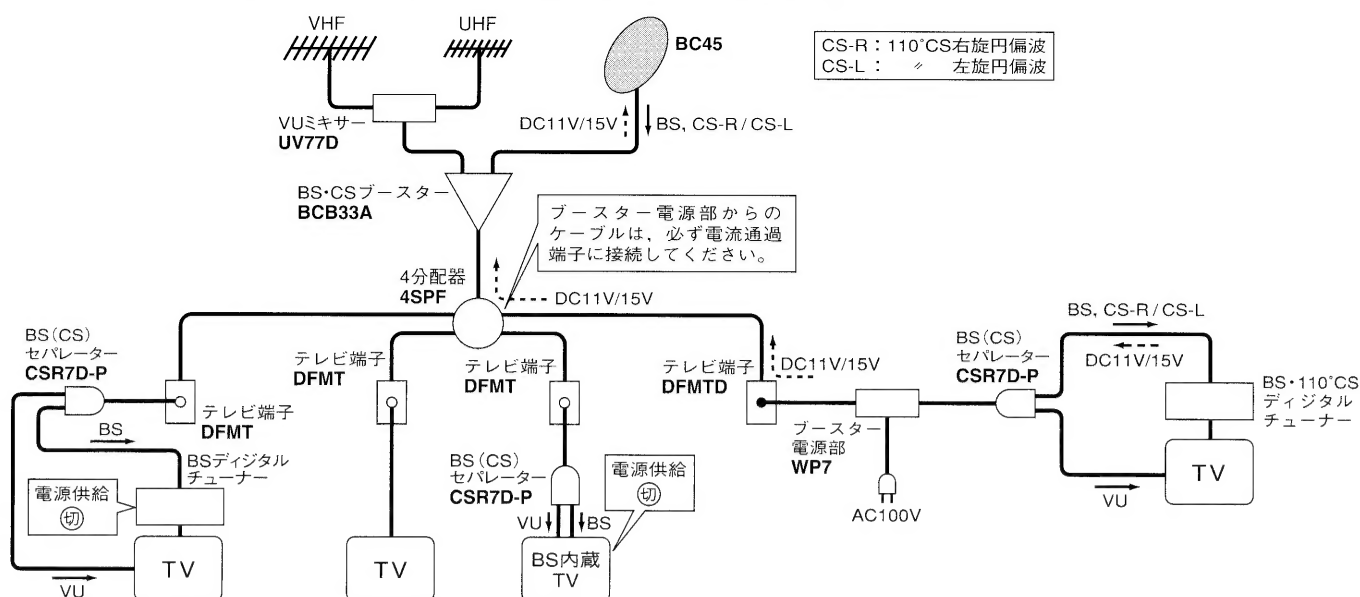 VHF
UHF
BC45
CS-R：110°CS右旋円偏波
CS-L：　〃　左旋円偏波
VUミキサー
UV77D
DC11V/15V
BS, CS-R / CS-L
BS・CSブースター
BCB33A
ブースター電源部からの
ケーブルは，必ず電流通過
端子に接続してください。
4分配器
4SPF
DC11V/15V
BS（CS）
セパレーター
CSR7D-P
テレビ端子
DFMT
BS
BSディジタル
チューナー
電源供給
切
TV
VU
テレビ端子
DFMT
TV
テレビ端子
DFMT
BS（CS）
セパレーター
CSR7D-P
電源供給
切
VU
BS
BS内蔵
TV
テレビ端子
DFMTD
DC11V/15V
ブースター
電源部
WP7
AC100V
BS（CS）
セパレーター
CSR7D-P
BS, CS-R / CS-L
DC11V/15V
BS・110°CS
ディジタル
チューナー
TV
VU